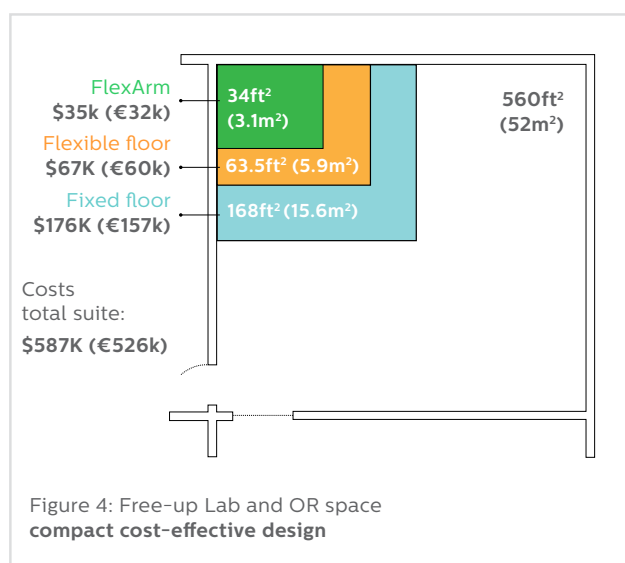 FlexArm
$35k (€32k)
34ft²
(3.1m²)
560ft²
(52m²)
Flexible floor
$67K (€60k)
63.5ft² (5.9m²)
Fixed floor
$176K (€157k)
168ft² (15.6m²)
Costs
total suite:
$587K (€526k)
Figure 4: Free-up Lab and OR space
compact cost-effective design